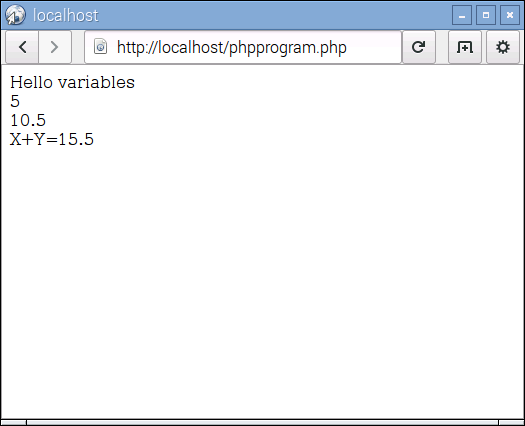 localhost
http://localhost/phpprogram.php
Hello variables
5
10.5
X+Y=15.5